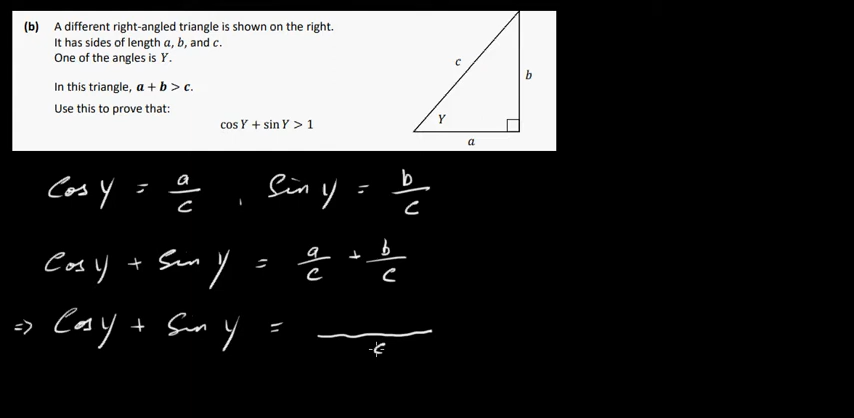 (b) A different right-angled triangle is shown on the right.
It has sides of length a, b, and c.
One of the angles is Y.
In this triangle, a + b > c.
Use this to prove that:
cos Y + sin Y > 1
c
b
Y
a
Cos y = a/c , Sin y = b/c
Cos y + Sin y = a/c + b/c
=> Cos y + Sin y = /c